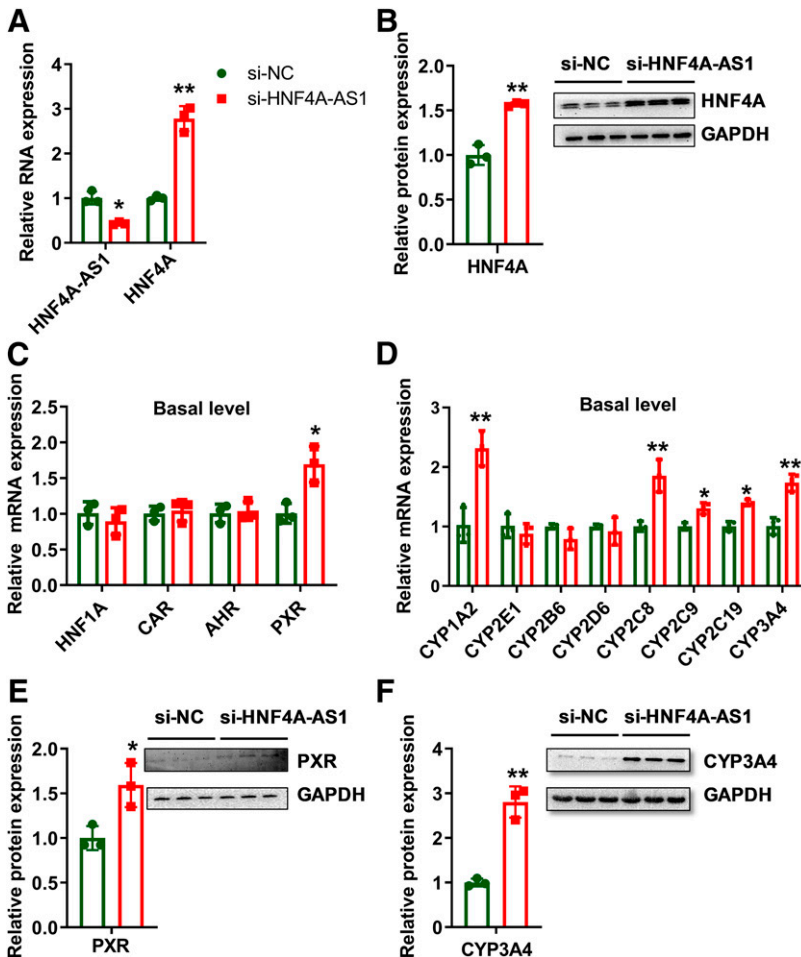 A
Relative RNA expression
4
3
2
1
0
**
*
HNF4A-AS1
HNF4A
si-NC
si-HNF4A-AS1
B
Relative protein expression
2.0
1.5
1.0
0.5
0.0
**
HNF4A
si-NC si-HNF4A-AS1
HNF4A
GAPDH
C
Relative mRNA expression
2.5
2.0
1.5
1.0
0.5
0.0
Basal level
*
HNF1A
CAR
AHR
PXR
D
Relative mRNA expression
4
3
2
1
0
Basal level
**
**
*
*
**
CYP1A2
CYP2E1
CYP2B6
CYP2D6
CYP2C8
CYP2C9
CYP2C19
CYP3A4
E
Relative protein expression
2.0
1.5
1.0
0.5
0.0
*
PXR
si-NC si-HNF4A-AS1
PXR
GAPDH
F
Relative protein expression
4
3
2
1
0
**
CYP3A4
si-NC si-HNF4A-AS1
CYP3A4
GAPDH